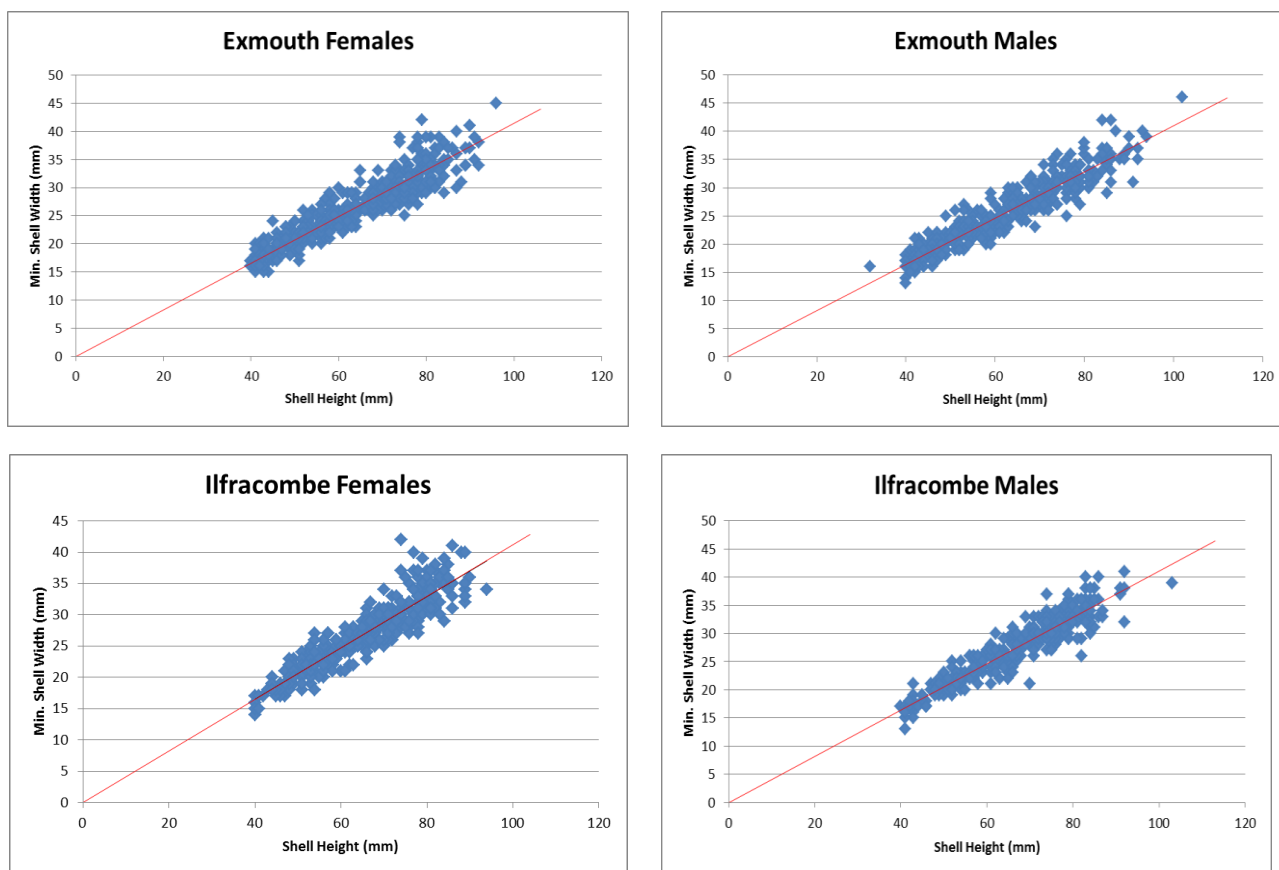 Exmouth Females
Min. Shell Width (mm)
50
45
40
35
30
25
20
15
10
5
0
0 20 40 60 80 100 120
Shell Height (mm)
Exmouth Males
Min. Shell Width (mm)
50
45
40
35
30
25
20
15
10
5
0
0 20 40 60 80 100 120
Shell Height (mm)
Ilfracombe Females
Min. Shell Width (mm)
45
40
35
30
25
20
15
10
5
0
0 20 40 60 80 100 120
Shell Height (mm)
Ilfracombe Males
Min. Shell Width (mm)
50
45
40
35
30
25
20
15
10
5
0
0 20 40 60 80 100 120
Shell Height (mm)